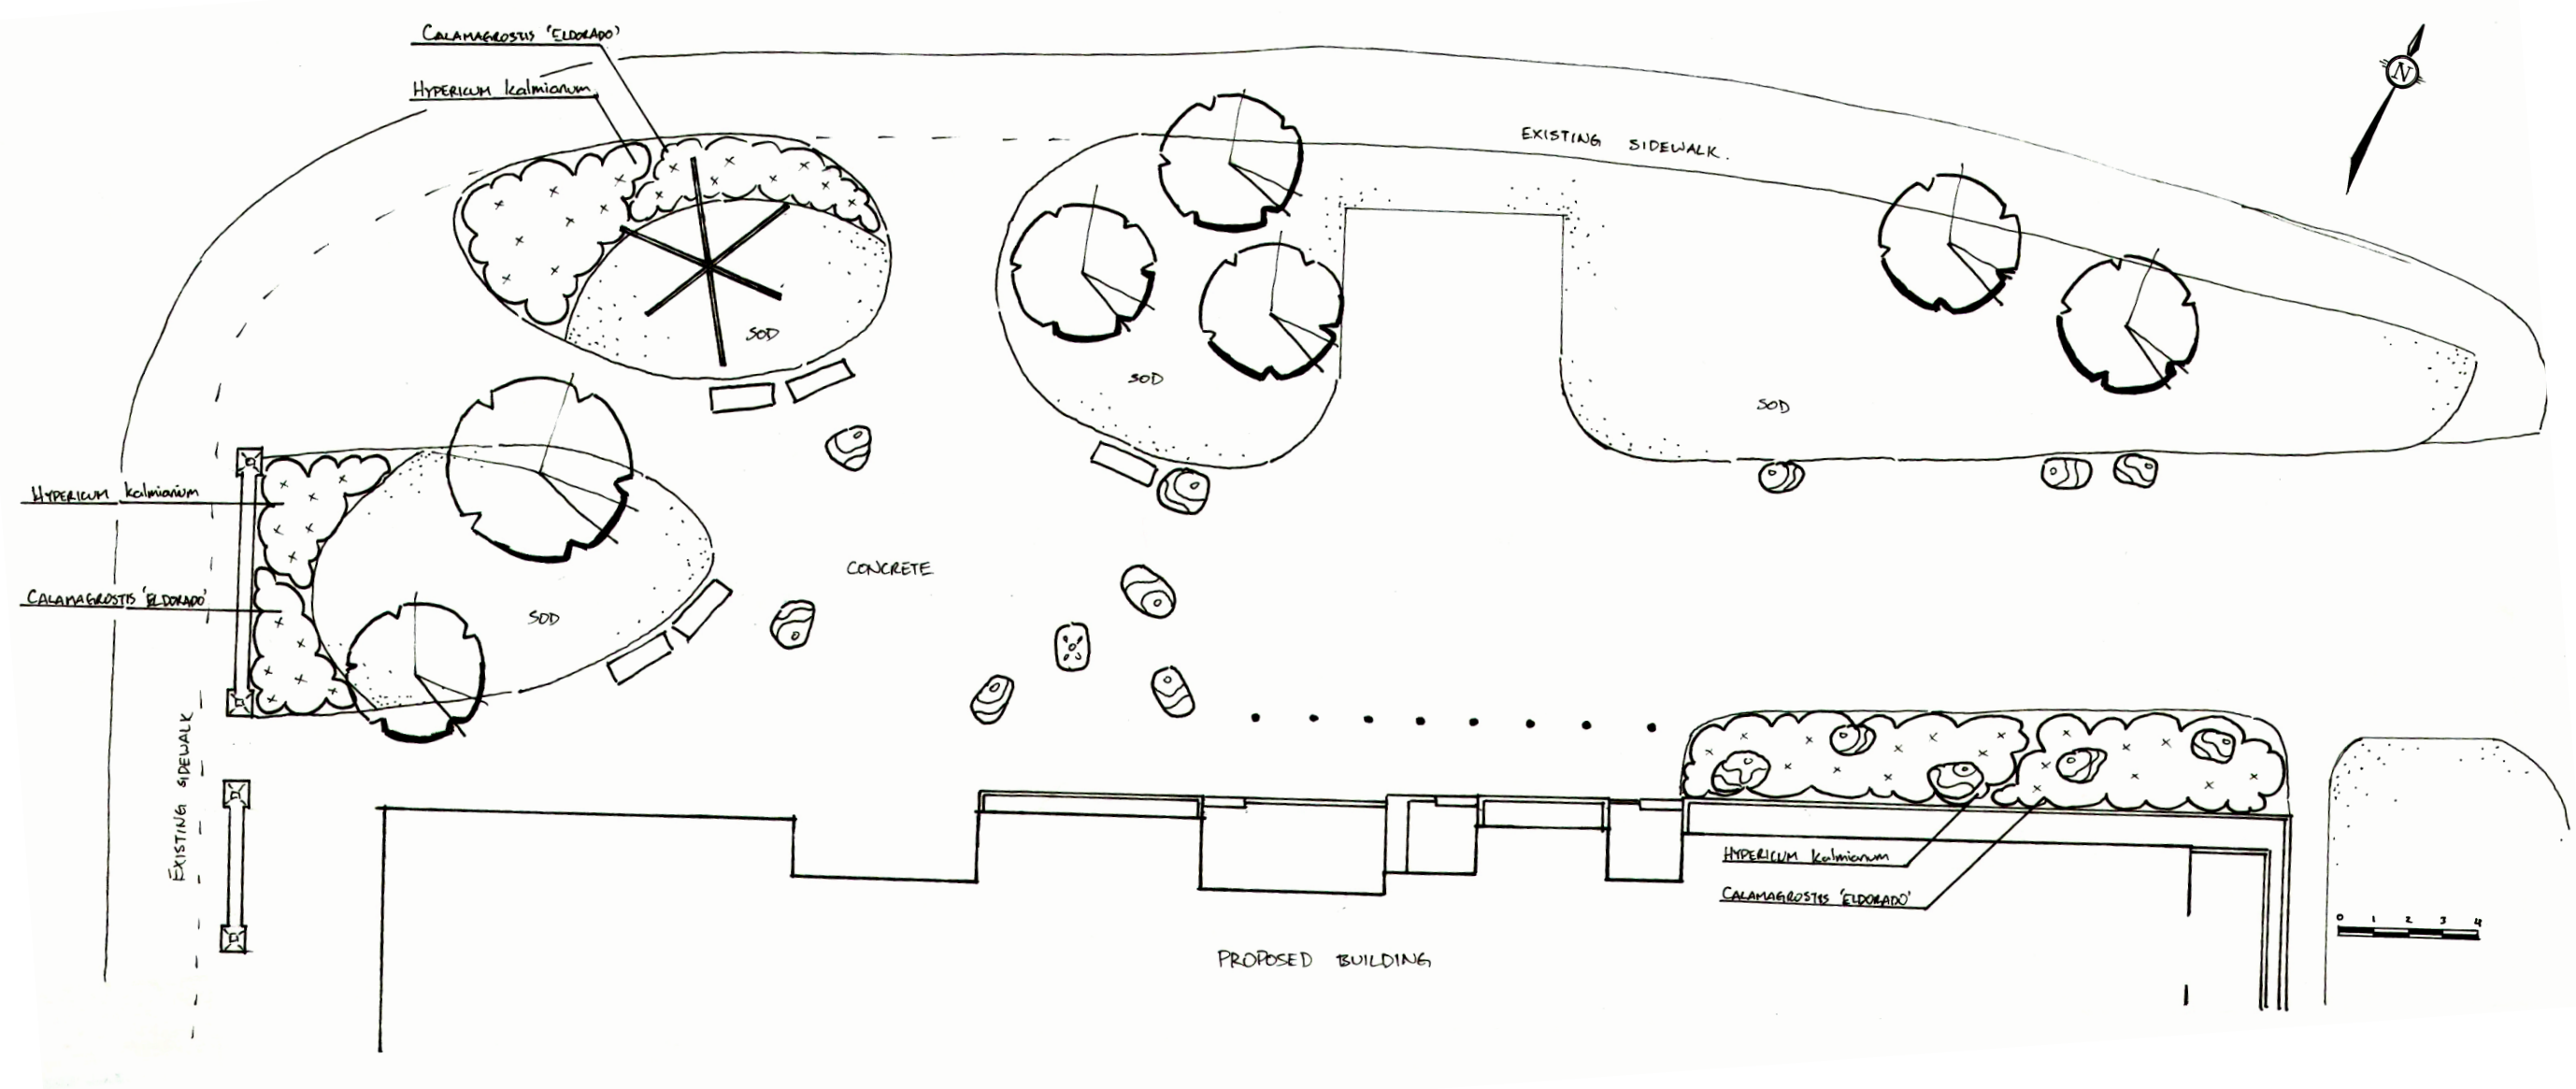 CALAMAGROSTIS 'ELDORADO'
HYPERICUM kalmianum
N
EXISTING SIDEWALK.
SOD
SOD
SOD
HYPERICUM kalmianum
CONCRETE
CALAMAGROSTIS 'ELDORADO'
SOD
EXISTING SIDEWALK
HYPERICUM kalmianum
CALAMAGROSTIS 'ELDORADO'
0 1 2 3 4
PROPOSED BUILDING